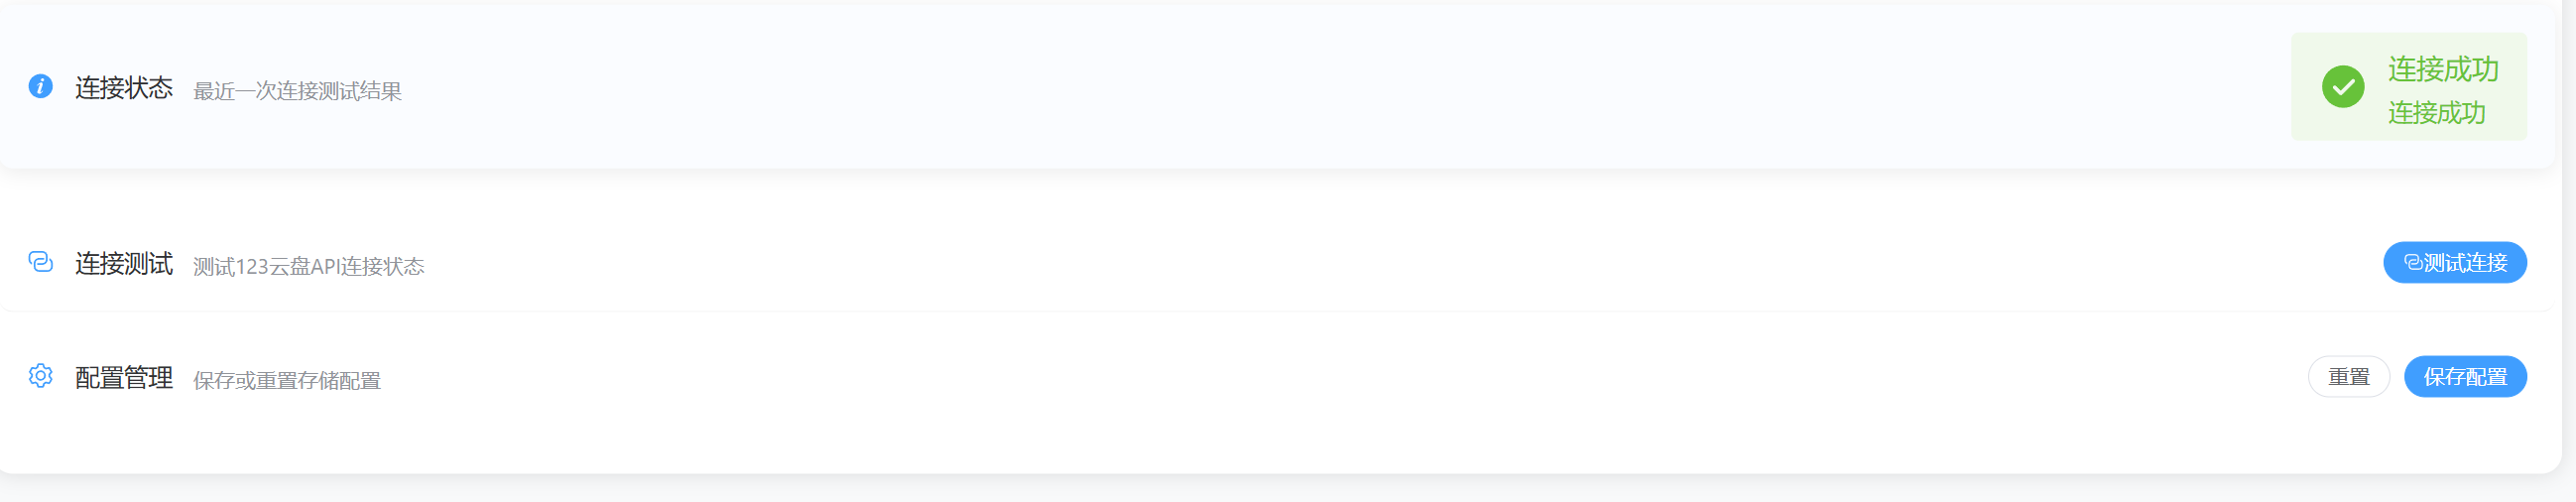 连接状态 最近一次连接测试结果
连接成功
连接成功
连接测试 测试123云盘API连接状态 测试连接
配置管理 保存或重置存储配置 重置 保存配置